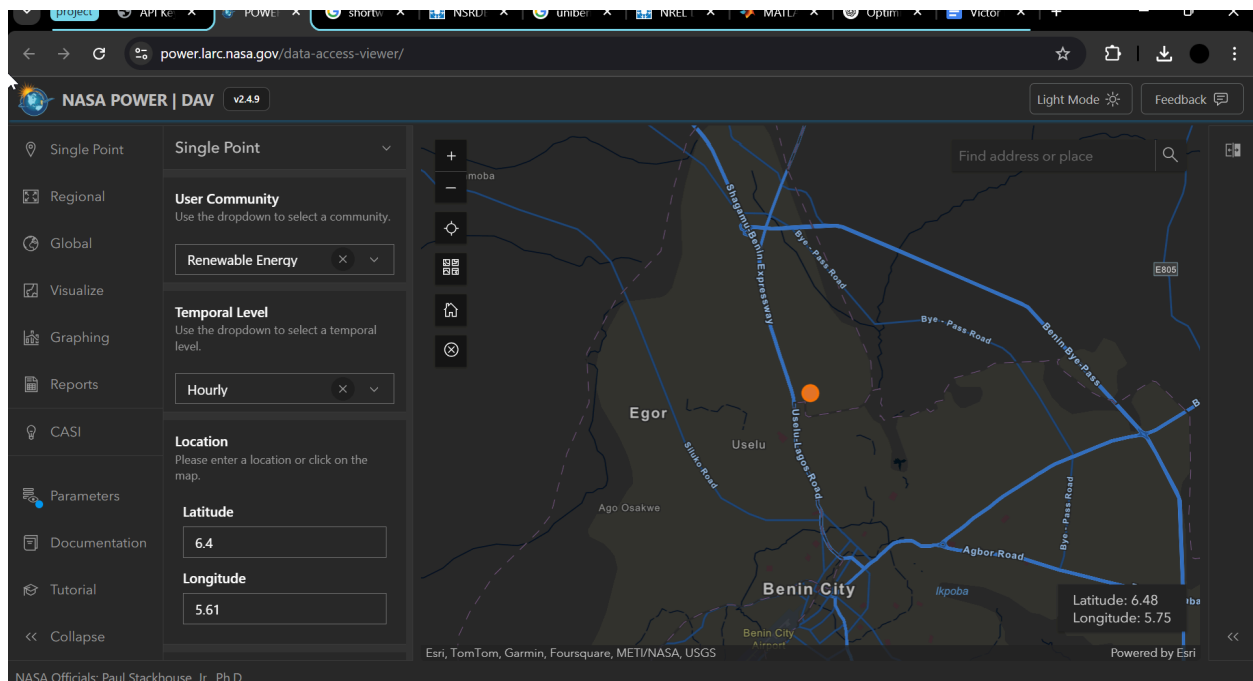 project
API Ke
POWE
shortw
NSRD
uniber
NREL
MATL
Optim
Victor
power.larc.nasa.gov/data-access-viewer/
NASA POWER | DAV v2.4.9
Light Mode
Feedback
Single Point
Regional
Global
Visualize
Graphing
Reports
CASI
Parameters
Documentation
Tutorial
Collapse
Single Point
User Community
Use the dropdown to select a community.
Renewable Energy
Temporal Level
Use the dropdown to select a temporal
level.
Hourly
Location
Please enter a location or click on the
map.
Latitude
6.4
Longitude
5.61
Find address or place
moba
Shagamu-Benin Expressway
Bye - Pass Road
E805
Bye - Pass Road
Benin-Bye-Pass
B
Egor
Uselu
Uselu-Lagos Road
Siluko Road
Ago Osakwe
Bye - Pass Road
Agbor Road
Benin City
Ikpoba
Benin City
Airport
Latitude: 6.48
Longitude: 5.75
ba
Esri, TomTom, Garmin, Foursquare, METI/NASA, USGS
Powered by Esri
NASA Officials: Paul Stackhouse, Jr., Ph.D.